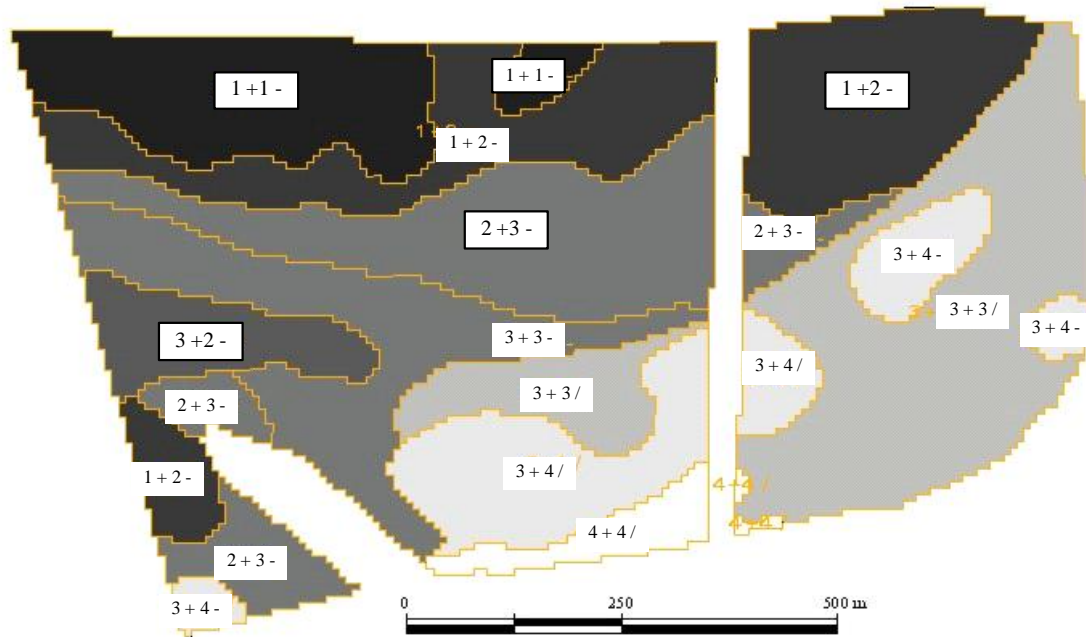 1 +1 -
1 + 1 -
1 +2 -
1 + 2 -
2 +3 -
2 + 3 -
3 + 4 -
3 + 3 /
3 + 4 -
3 +2 -
3 + 3 -
3 + 4 /
3 + 3 /
2 + 3 -
3 + 4 /
1 + 2 -
4+4 /
4 + 4 /
2 + 3 -
3 + 4 -
0
250
500 m